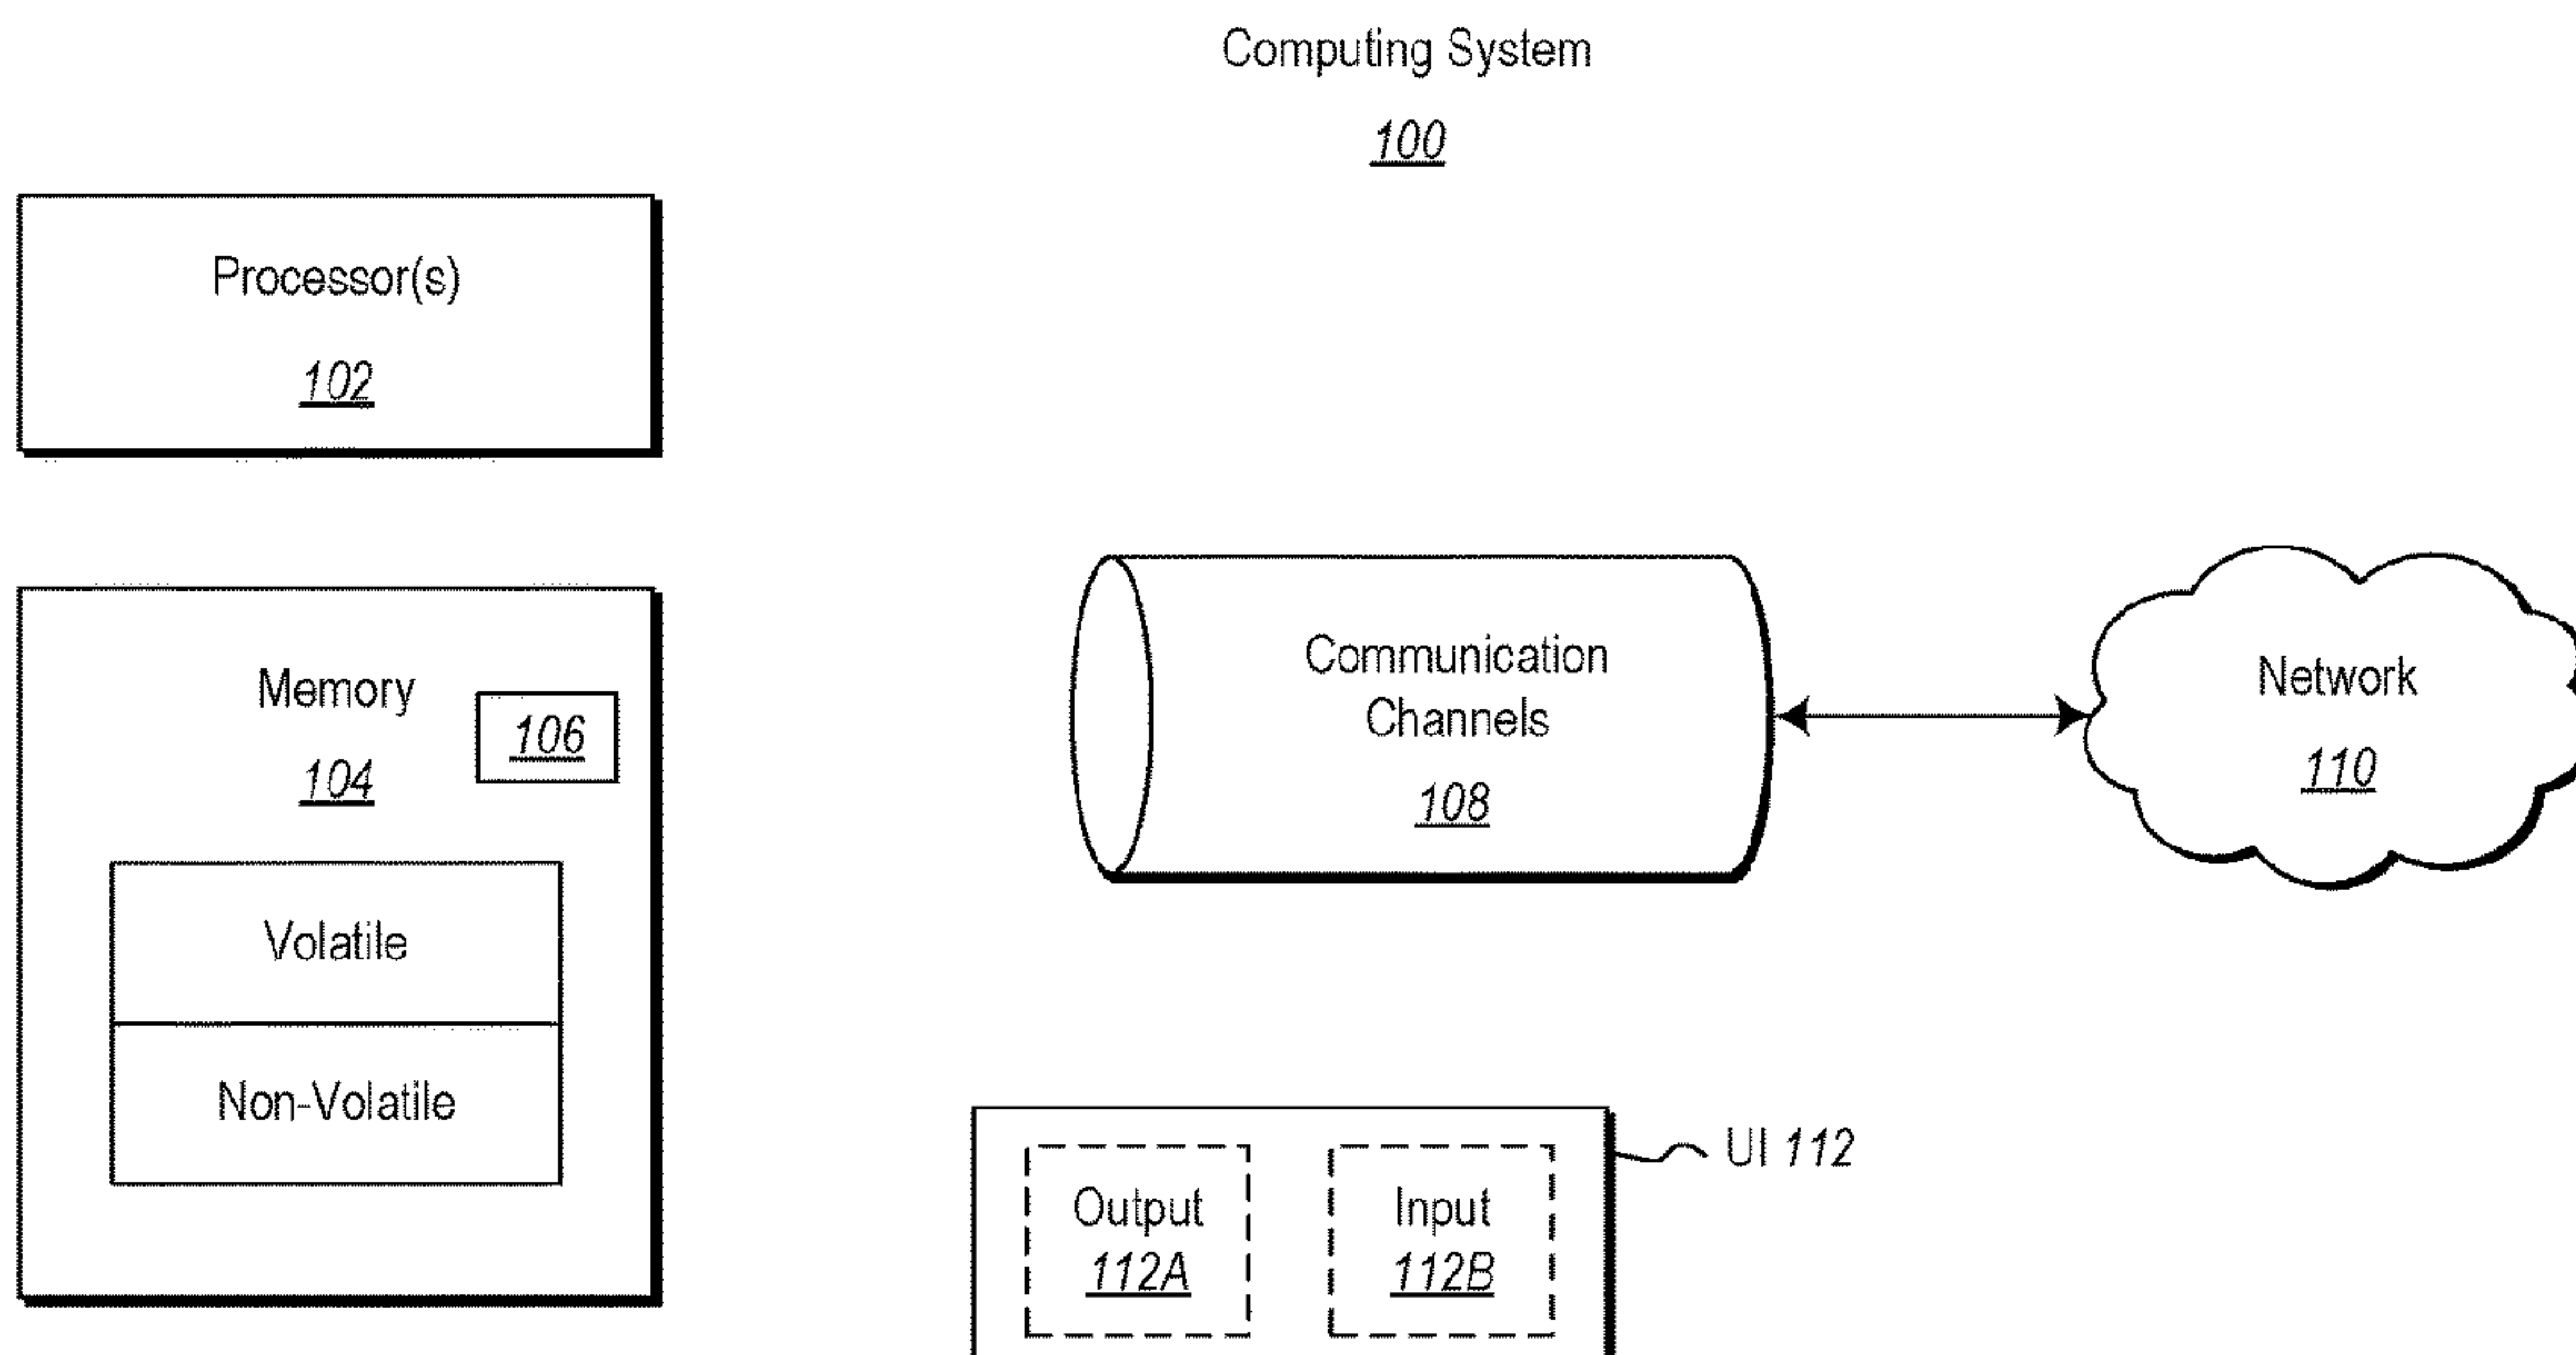 Computing System
100
Processor(s)
102
Memory
104
106
Volatile
Non-Volatile
Communication
Channels
108
Network
110
UI 112
Output
112A
Input
112B